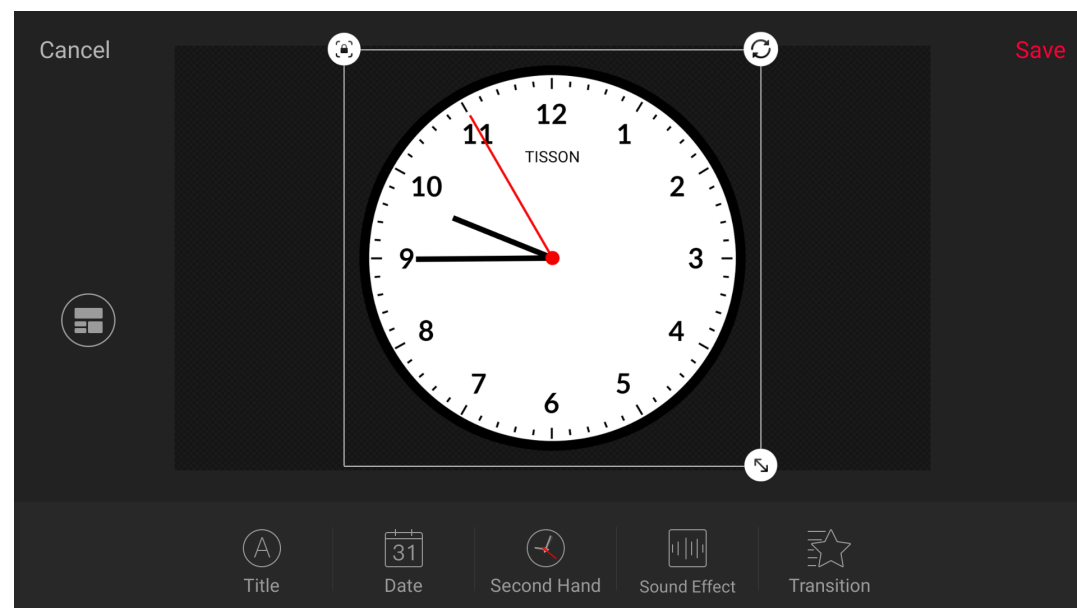 Cancel
Save
12
11
1
TISSON
10
2
9
3
8
4
7
5
6
A
31
Title
Date
Second Hand
Sound Effect
Transition